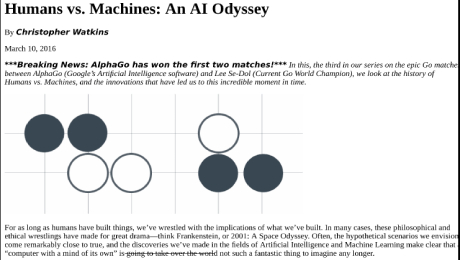 Humans vs. Machines: An AI Odyssey
By Christopher Watkins
March 10, 2016
***Breaking News: AlphaGo has won the first two matches!*** In this, the third in our series on the epic Go matche
between AlphaGo (Google's Artificial Intelligence software) and Lee Se-Dol (Current Go World Champion), we look at the history of
Humans vs. Machines, and the innovations that have led us to this incredible moment in time.
For as long as humans have built things, we've wrestled with the implications of what we've built. In many cases, these philosophical and
ethical wrestlings have made for great drama—think Frankenstein, or 2001: A Space Odyssey. Often, the hypothetical scenarios we envision
come remarkably close to true, and the discoveries we've made in the fields of Artificial Intelligence and Machine Learning make clear that
"computer with a mind of its own" is going to take over the world not such a fantastic thing to imagine any longer.